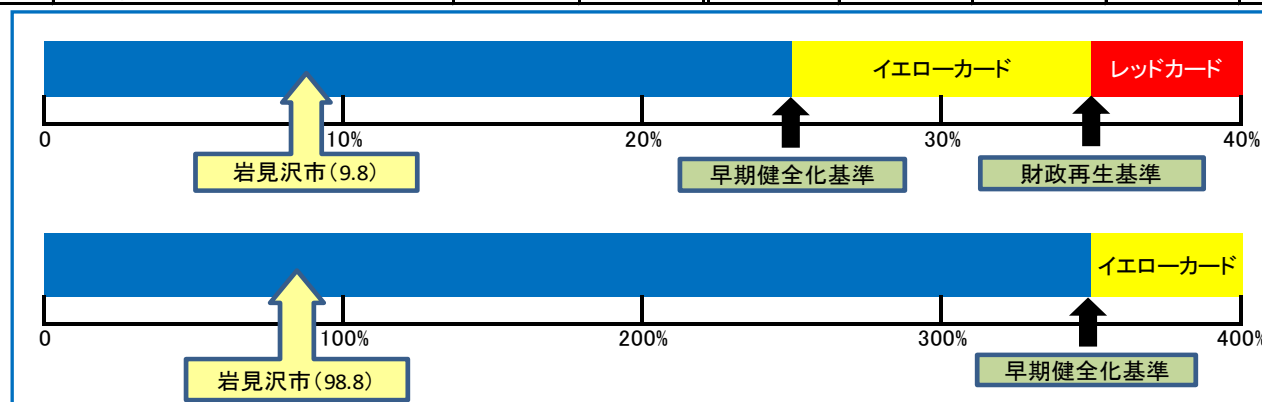 イエローカード レッドカード
0 10% 20% 30% 40%
岩見沢市(9.8) 早期健全化基準 財政再生基準
イエローカード
0 100% 200% 300% 400%
岩見沢市(98.8) 早期健全化基準